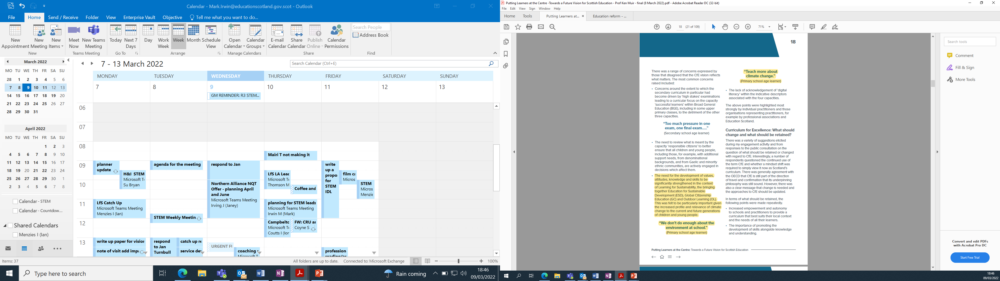 Calendar - Mark.Irwin@educationscotland.gov.scot - Outlook
File Home Send / Receive Folder View Enterprise Vault Objective Tell me what you want to do...
New Appointment New Meeting New Items
New
Meet Now New Teams Meeting
Teams Meeting
Today Next 7 Days
Go To
Day Work Week Week Month Schedule View
Arrange
Open Calendar Calendar Groups
Manage Calendars
E-mail Calendar Share Calendar Publish Online Calendar Permissions
Share
Search People
Address Book
Find
March 2022
MO TU WE TH FR SA SU
28 1 2 3 4 5 6
7 8 9 10 11 12 13
14 15 16 17 18 19 20
21 22 23 24 25 26 27
28 29 30 31
April 2022
MO TU WE TH FR SA SU
1 2 3
4 5 6 7 8 9 10
11 12 13 14 15 16 17
18 19 20 21 22 23 24
25 26 27 28 29 30 1
2 3 4 5 6 7 8
Calendar - STEM
Calendar - Countdow...
Shared Calendars
Menzies I (Ian)
7 - 13 March 2022
Search Calendar (Ctrl+E)
MONDAY TUESDAY WEDNESDAY THURSDAY FRIDAY SATURDAY SUNDAY
7 8 9 10 11 12 13
GM REMINDER: R3 STEM...
06
07
08
09
10
11
12
13
planner
update
H&I STEM
Microsoft Te
Su Bryan
LfS Catch Up
Microsoft Teams Meeting
Menzies I (Ian)
write up paper for vision
note of visit add impa
agenda for the meeting
STEM Weekly Meetin
respond
to Jan
Turnbull
catch up re
service de
respond to Jan
Northern Alliance NQT
Offer - planning April
and June
Microsoft Teams Meeting
Irving J (Janey)
URGENT FU
coaching
Microsoft T
Mairi T not making it
LfS LA Lead
Microsoft Te
Thomson M
Coffee and
planning for STEM leads
Microsoft Teams Meeting
Irwin M (Mark)
Campbelto
Microsoft Te
Coutts I (Ior
FW: CRU ar
Coyne S
write
up a
propo
for
STEM
IDL
film ca
Micros
STEM
Micros
Menzie
profession
reading/ac
Items: 37
All folders are up to date. Connected to: Microsoft Exchange 100%
Type here to search
Rain coming
18:46
09/03/2022
Putting Learners at the Centre -Towards a Future Vision for Scottish Education - Prof Ken Muir - final (8 March 2022).pdf - Adobe Acrobat Reader DC (32-bit)
File Edit View Sign Window Help
Home Tools Putting Learners at... × Education reform - ...
18 (21 of 109) 71%
18
There was a range of concerns expressed by
those that disagreed that the CfE vision reflects
what matters. The most common concerns
raised included:
• Concerns around the extent to which the
secondary curriculum in particular had
become driven by 'high stakes' examinations
leading to a curricular focus on the capacity
'successful learners' within Broad General
Education (BGE), including in some upper
primary classes, to the detriment of the other
three capacities.
"Too much pressure in one
exam, one final exam....."
(Secondary school age learner)
• The need to review what is meant by the
capacity 'responsible citizens' to better
ensure that all children and young people,
including those, for example, with additional
support needs, from denominational
backgrounds, and from Gaelic and minority
ethnic communities, are actively engaged in
decisions which affect them.
• The need for the development of values,
attitudes, knowledge and skills to be
significantly strengthened in the context
of Learning for Sustainability, the bringing
together Education for Sustainable
Development (ESD), Global Citizenship
Education (GC) and Outdoor Learning (OL).
This was felt to be particularly important given
the increased profile and relevance of climate
change to the current and future generations
of children and young people.
"We don't do enough about the
environment at school."
(Primary school age learner)
"Teach more about
climate change."
(Primary school age learner)
• The lack of acknowledgement of 'digital
literacy' within the indicative descriptors
associated with the four capacities.
The above points were highlighted most
strongly by individual practitioners and those
organisations representing practitioners, for
example by professional associations and
Education Scotland.
Curriculum for Excellence: What should
change and what should be retained?
There was a variety of suggestions elicited
during my engagement activity and from
responses to the public consultation on the
question of what should be retained or changed
with regard to CfE. Interestingly, a number of
respondents questioned the continued use of
the term CfE and whether a mindset shift was
required to simply view it now as Scotland's
curriculum. There was generally agreement with
the OECD that CfE is still part of the direction
of travel and confirmation that its underpinning
philosophy was still sound. However, there was
also a clear message that change is needed and
the approaches to CfE should be updated.
In terms of what should be retained, the
following points were made repeatedly.
• Increased empowerment and autonomy
to schools and practitioners to provide a
curriculum that best suits their local context
and the needs of all their learners.
• The importance of promoting the
development of skills alongside knowledge
and understanding.
Putting Learners at the Centre: Towards a Future Vision for Scottish Education
Search tools
Comment
Fill & Sign
More Tools
Convert and edit PDFs
with Acrobat Pro DC
Start Free Trial
18:46
09/03/2022